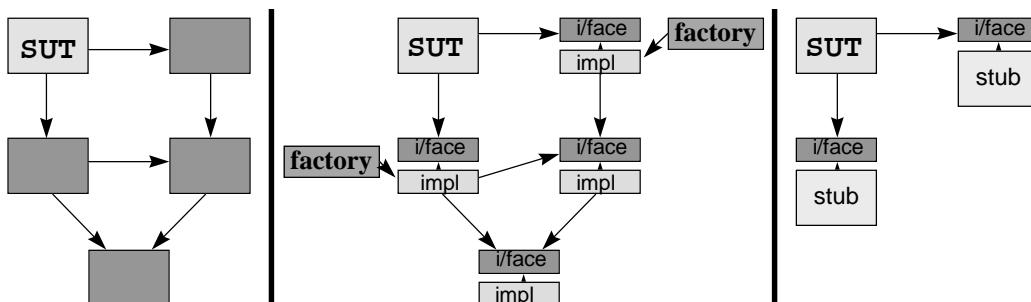 SUT
SUT
i/face
impl
factory
factory
i/face
impl
i/face
impl
i/face
impl
SUT
i/face
stub
i/face
stub